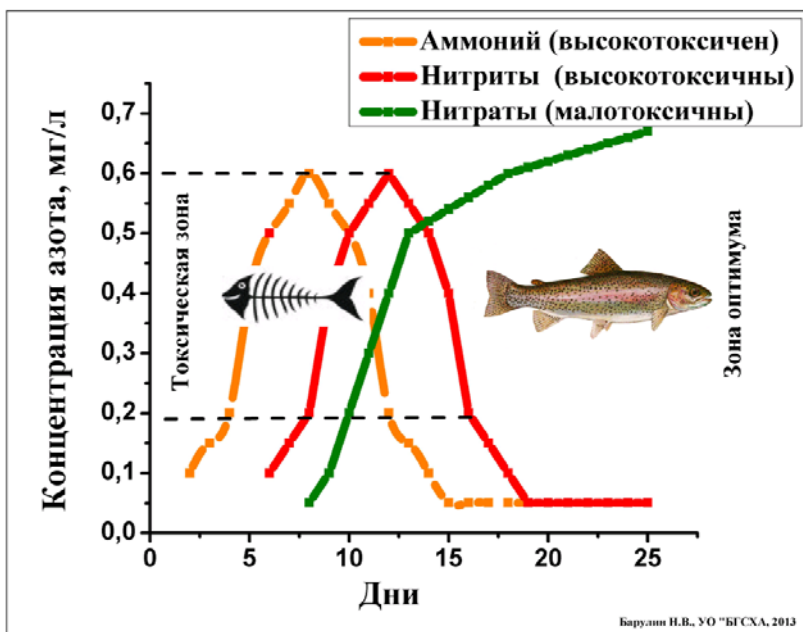 Аммоний (высокотоксичен)
Нитриты (высокотоксичны)
Нитраты (малотоксичны)
Концентрация азота, мг/л
0,7
0,6
0,5
0,4
0,3
0,2
0,1
0,0
Токсическая зона
Зона оптимума
0
5
10
15
20
25
Дни
Барулин Н.В., УО "БГСХА, 2013